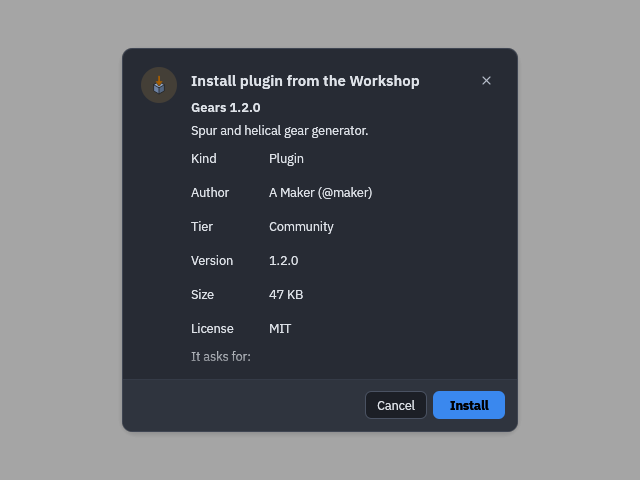 Install plugin from the Workshop
Gears 1.2.0
Spur and helical gear generator.
Kind Plugin
Author A Maker (@maker)
Tier Community
Version 1.2.0
Size 47 KB
License MIT
It asks for:
Cancel Install